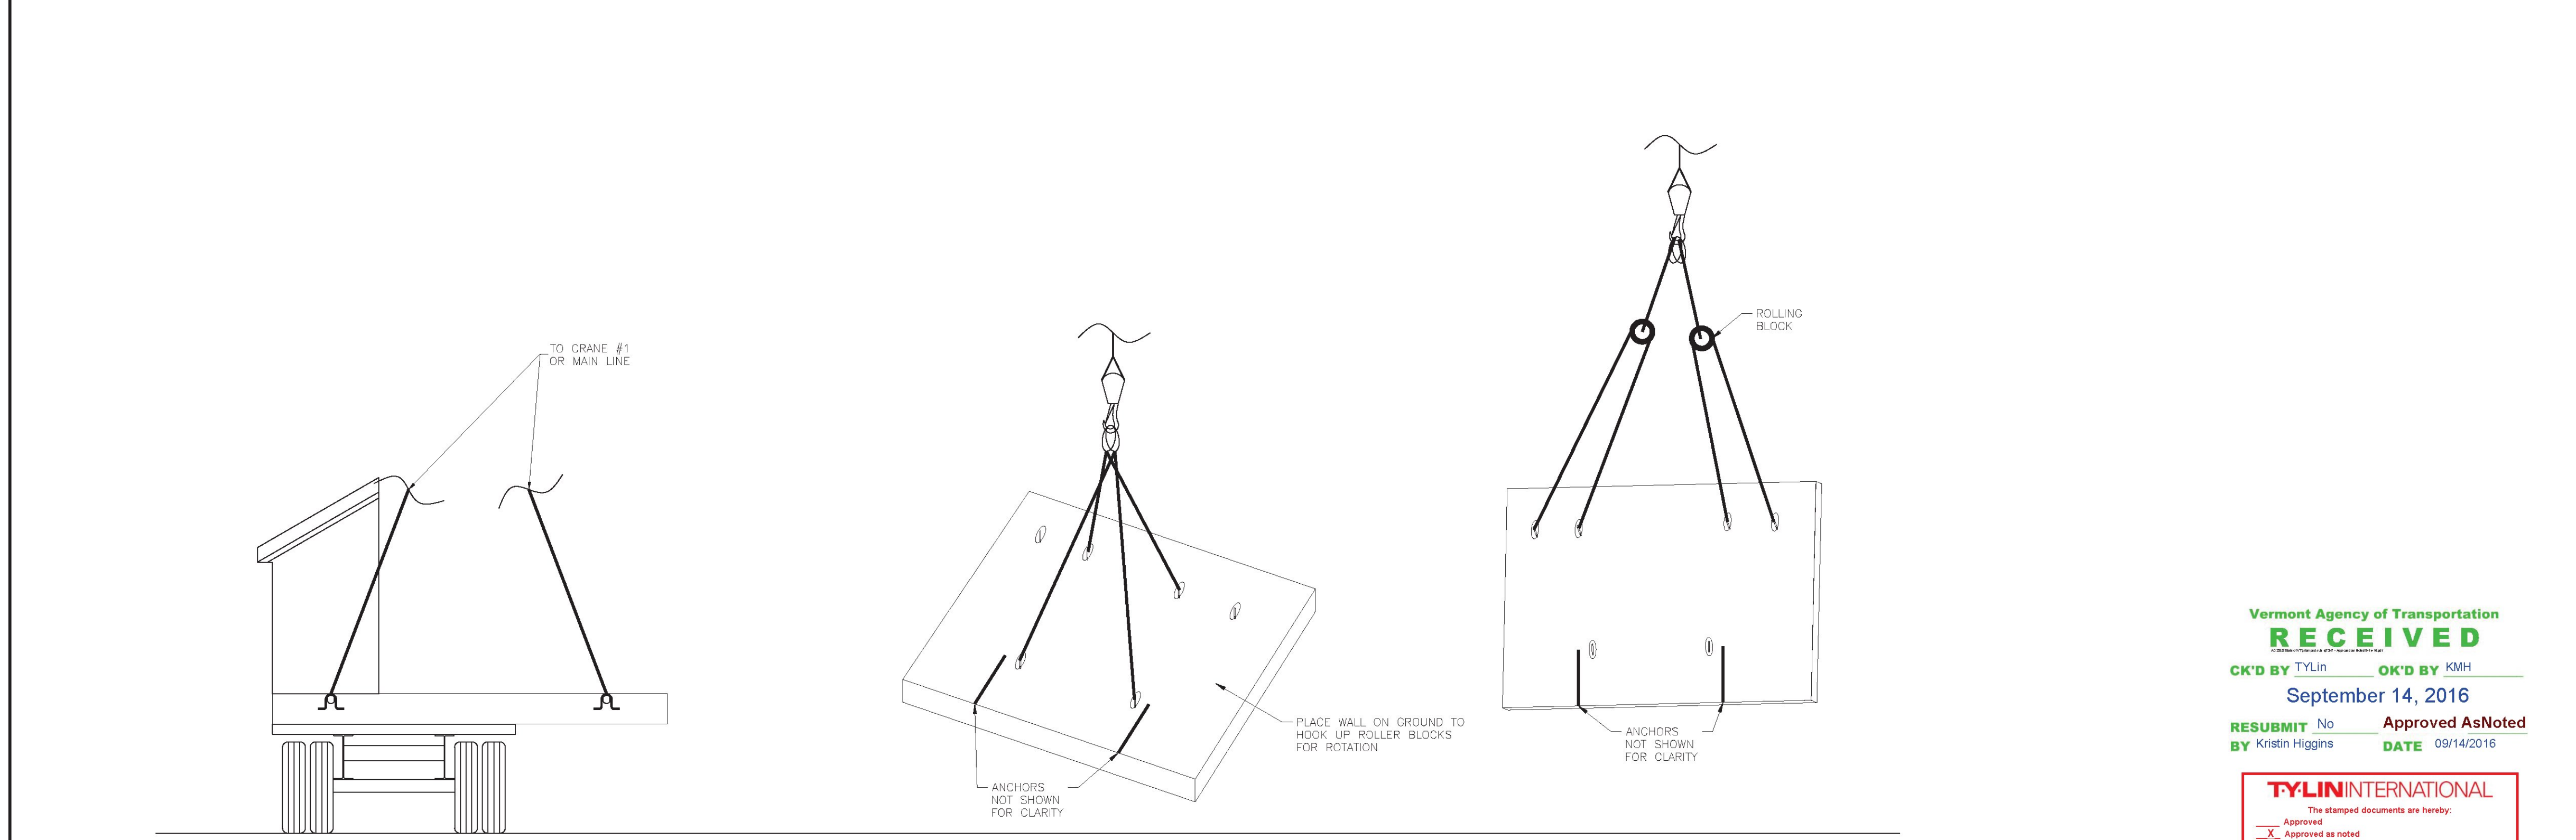 TO CRANE #1
OR MAIN LINE
ROLLING
BLOCK
PLACE WALL ON GROUND TO
HOOK UP ROLLER BLOCKS
FOR ROTATION
ANCHORS
NOT SHOWN
FOR CLARITY
ANCHORS
NOT SHOWN
FOR CLARITY
Vermont Agency of Transportation
RECEIVED
CK'D BY TYLin OK'D BY KMH
September 14, 2016
RESUBMIT No Approved AsNoted
BY Kristin Higgins DATE 09/14/2016
TYLININTERNATIONAL
The stamped documents are hereby:
Approved
X Approved as noted